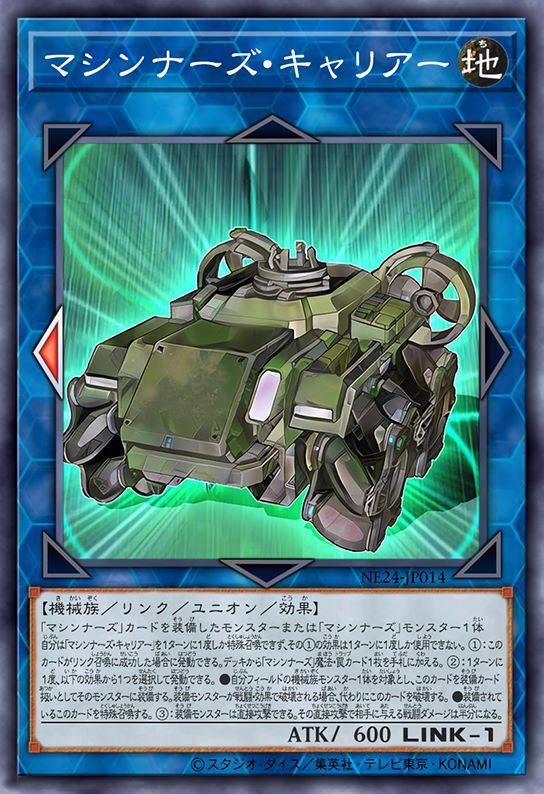 マシンナーズ・キャリアー 地
NE24-JP014
【機械族／リンク／ユニオン／効果】
「マシンナーズ」カードを装備したモンスターまたは「マシンナーズ」モンスター1体
自分は「マシンナーズ・キャリアー」を1ターンに1度しか特殊召喚できず、その①の効果は1ターンに1度しか使用できない。①：この
カードがリンク召喚に成功した場合に発動できる。デッキから「マシンナーズ」魔法・罠カード1枚を手札に加える。②：1ターンに
1度、以下の効果から1つを選択して発動できる。●自分フィールドの機械族モンスター1体を対象とし、このカードを装備カード
扱いとしてそのモンスターに装備する。装備モンスターが戦闘・効果で破壊される場合、代わりにこのカードを破壊する。●装備されて
いるこのカードを特殊召喚する。③：装備モンスターは直接攻撃できる。その直接攻撃で相手に与える戦闘ダメージは半分になる。
ATK/ 600 LINK-1
©スタジオ・ダイス／集英社・テレビ東京・KONAMI